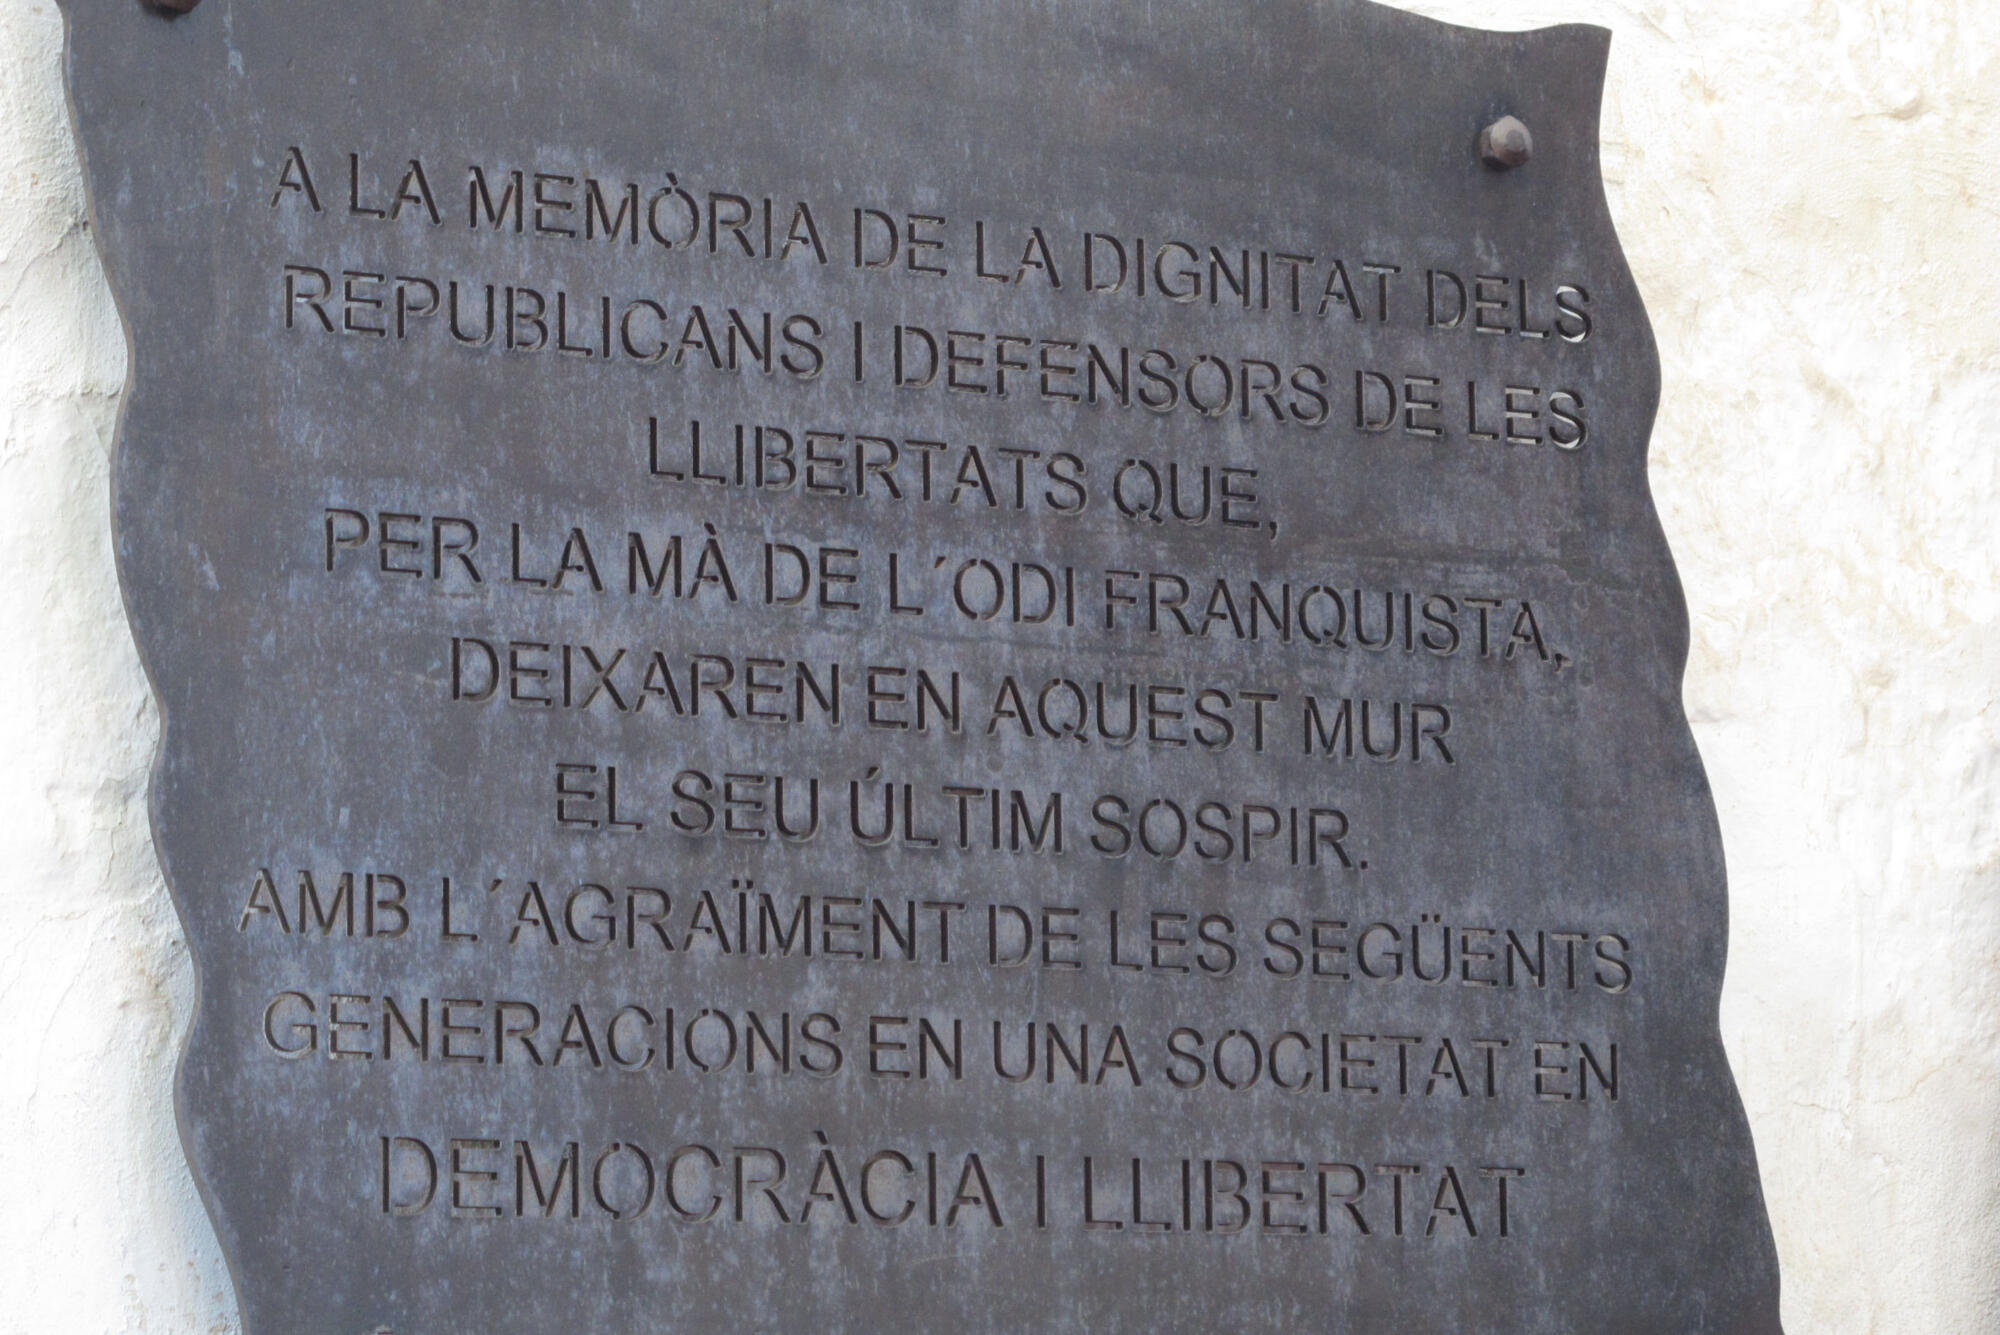 A LA MEMÒRIA DE LA DIGNITAT DELS
REPUBLICANS I DEFENSORS DE LES
LLIBERTATS QUE,
PER LA MÀ DE L´ODI FRANQUISTA,
DEIXAREN EN AQUEST MUR
EL SEU ÚLTIM SOSPIR.
AMB L´AGRAÏMENT DE LES SEGÜENTS
GENERACIONS EN UNA SOCIETAT EN
DEMOCRÀCIA I LLIBERTAT